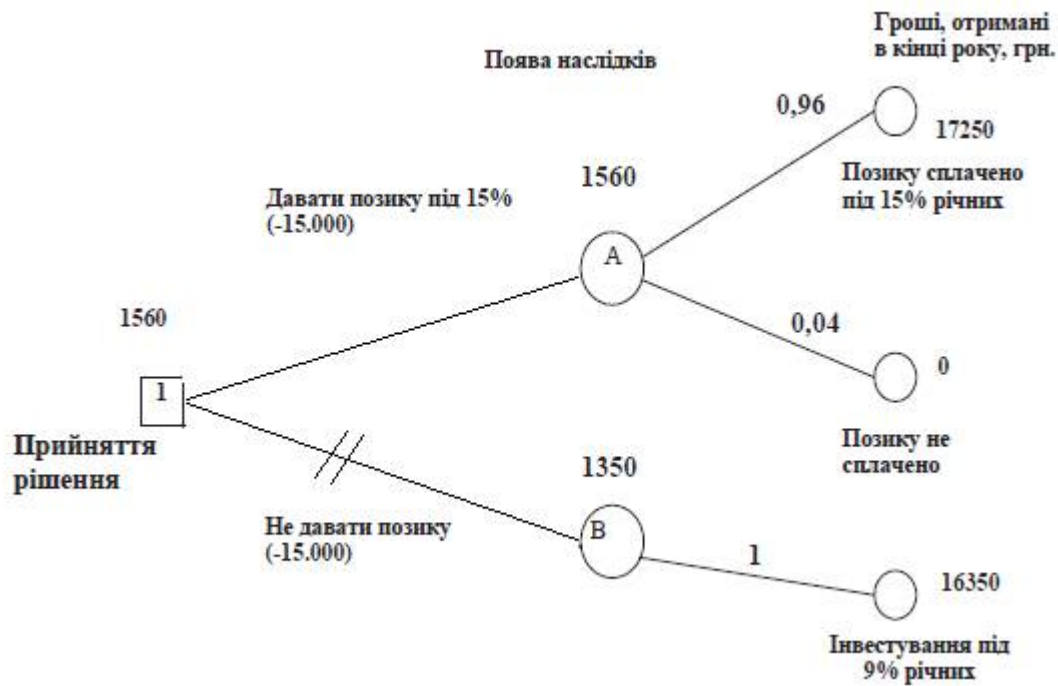 Гроші, отримані
в кінці року, грн.
Поява наслідків
0,96
17250
1560
Позику сплачено
під 15% річних
Давати позику під 15%
(-15.000)
А
1560
0,04
0
1
Позику не
сплачено
Прийняття
рішення
1350
Не давати позику
(-15.000)
В
1
16350
Інвестування під
9% річних